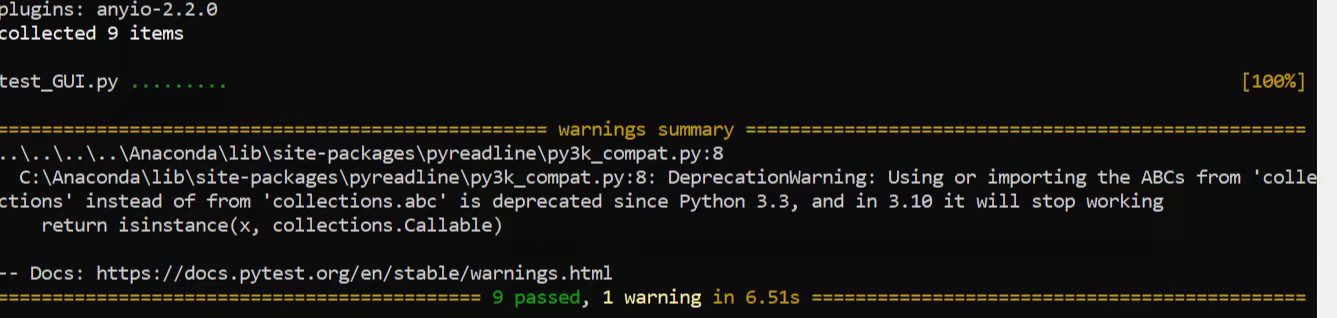 plugins: anyio-2.2.0
collected 9 items
test_GUI.py ......... [100%]
================================================= warnings summary ==================================================
..\..\..\..\Anaconda\lib\site-packages\pyreadline\py3k_compat.py:8
  C:\Anaconda\lib\site-packages\pyreadline\py3k_compat.py:8: DeprecationWarning: Using or importing the ABCs from 'colle
ctions' instead of from 'collections.abc' is deprecated since Python 3.3, and in 3.10 it will stop working
    return isinstance(x, collections.Callable)
-- Docs: https://docs.pytest.org/en/stable/warnings.html
=========================================== 9 passed, 1 warning in 6.51s ============================================